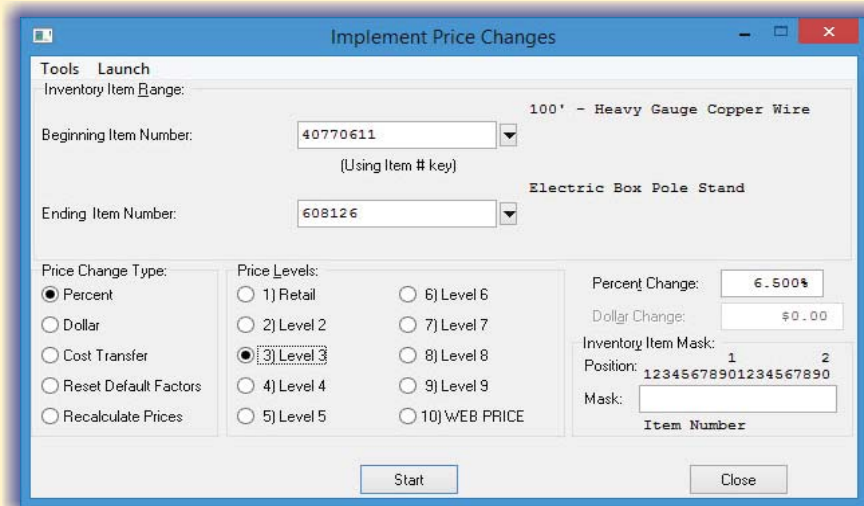 Implement Price Changes
Tools Launch
Inventory Item Range:
100' - Heavy Gauge Copper Wire
Beginning Item Number: 40770611
(Using Item # key)
Electric Box Pole Stand
Ending Item Number: 608126
Price Change Type:
Percent
Dollar
Cost Transfer
Reset Default Factors
Recalculate Prices
Price Levels:
1) Retail
2) Level 2
3) Level 3
4) Level 4
5) Level 5
6) Level 6
7) Level 7
8) Level 8
9) Level 9
10) WEB PRICE
Percent Change: 6.500%
Dollar Change: $0.00
Inventory Item Mask:
1 2
Position: 12345678901234567890
Mask:
Item Number
Start
Close